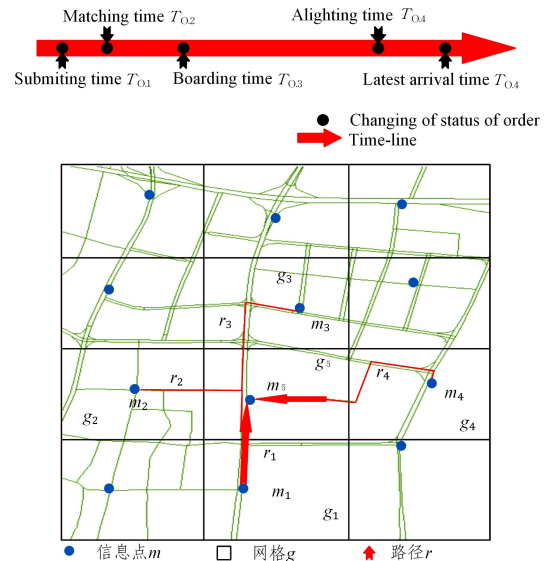 Matching time T_O.2 Alighting time T_O.4
Submiting time T_O.1 Boarding time T_O.3 Latest arrival time T_O.4
Changing of status of order
Time-line
g3
r3 m3
g5
r2 m5 r4
m2 m4
g2 g4
r1
m1
g1
信息点m 网格g 路径r